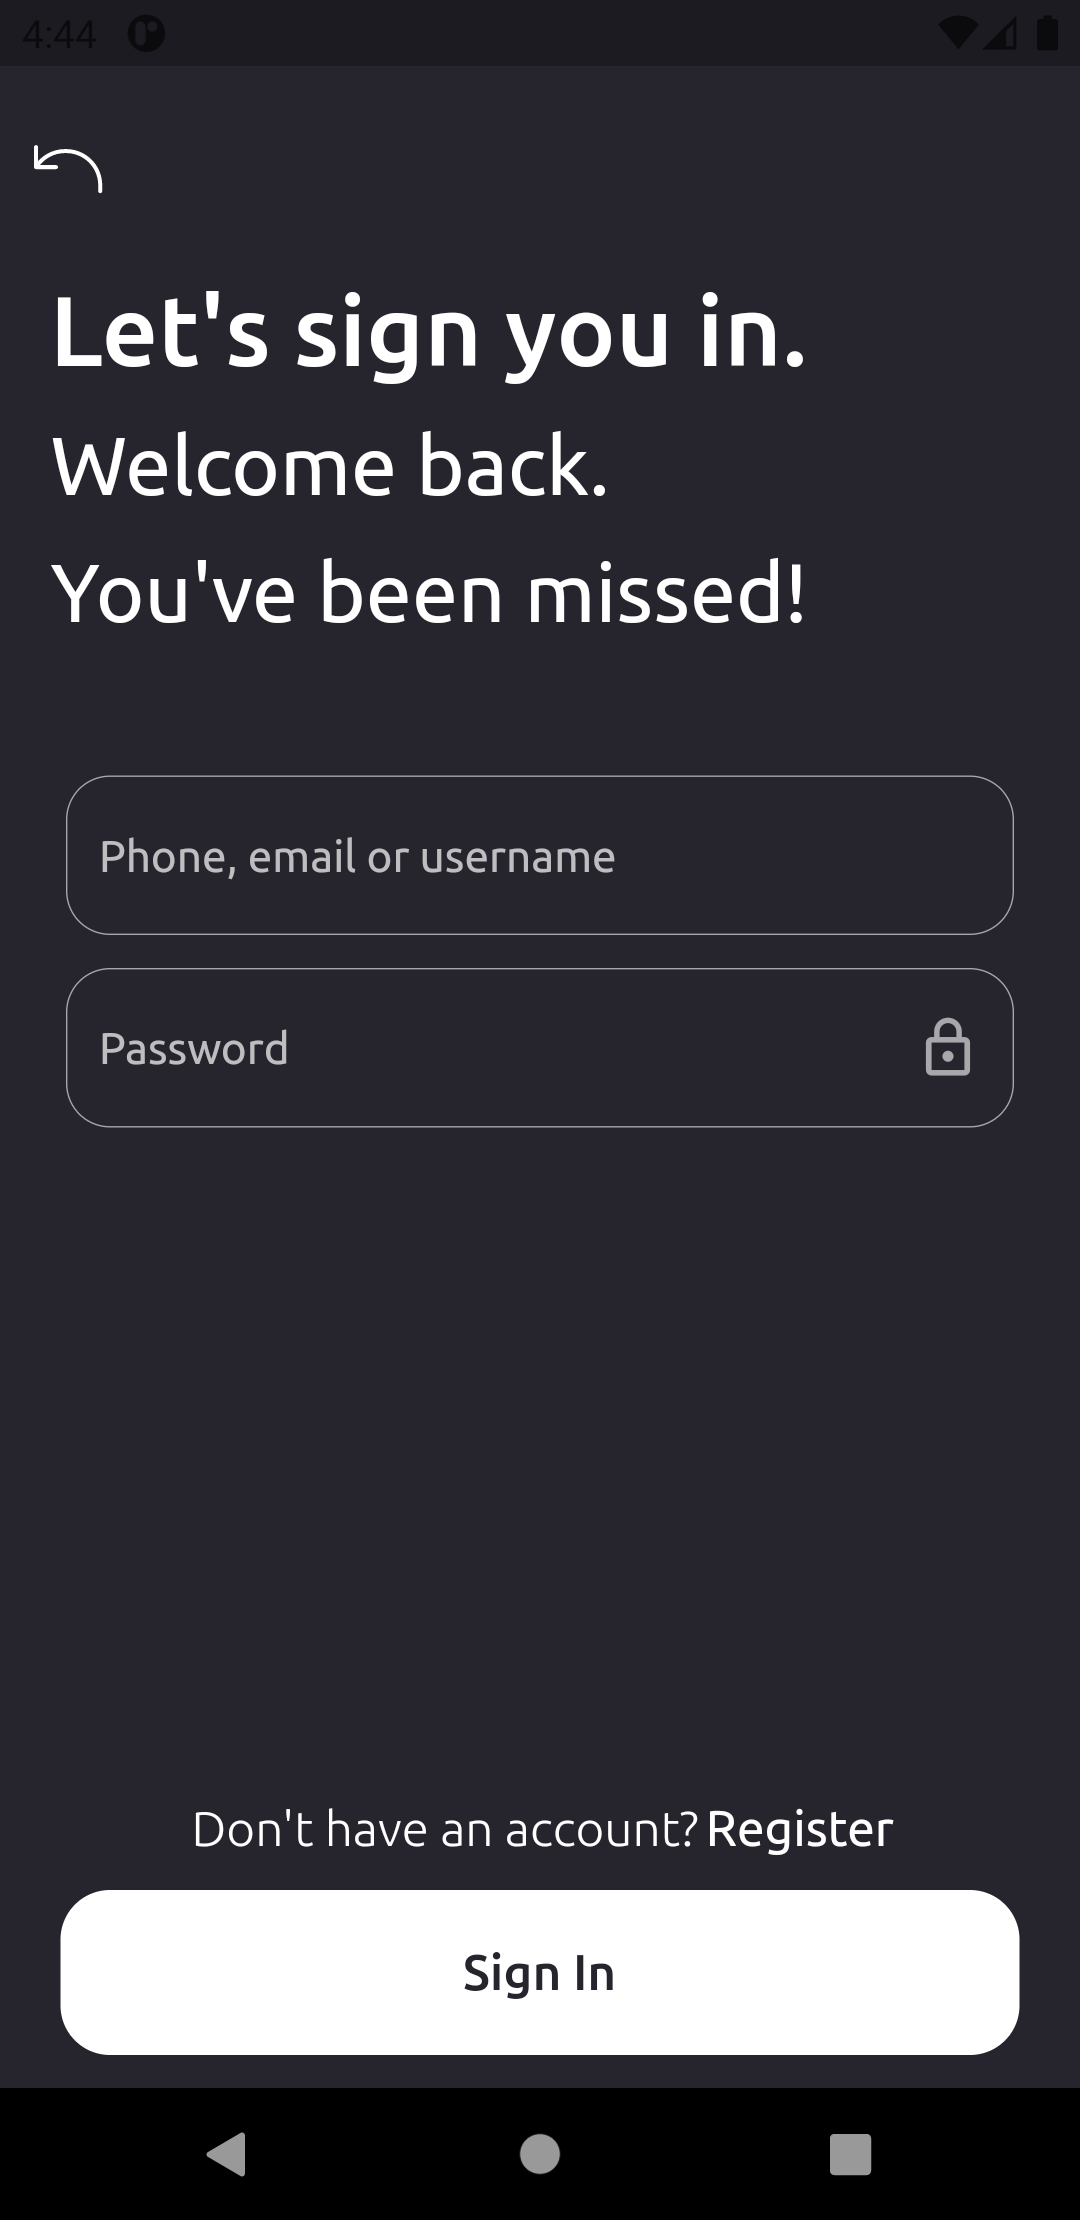 4:44
Let's sign you in.
Welcome back.
You've been missed!
Phone, email or username
Password
Don't have an account? Register
Sign In